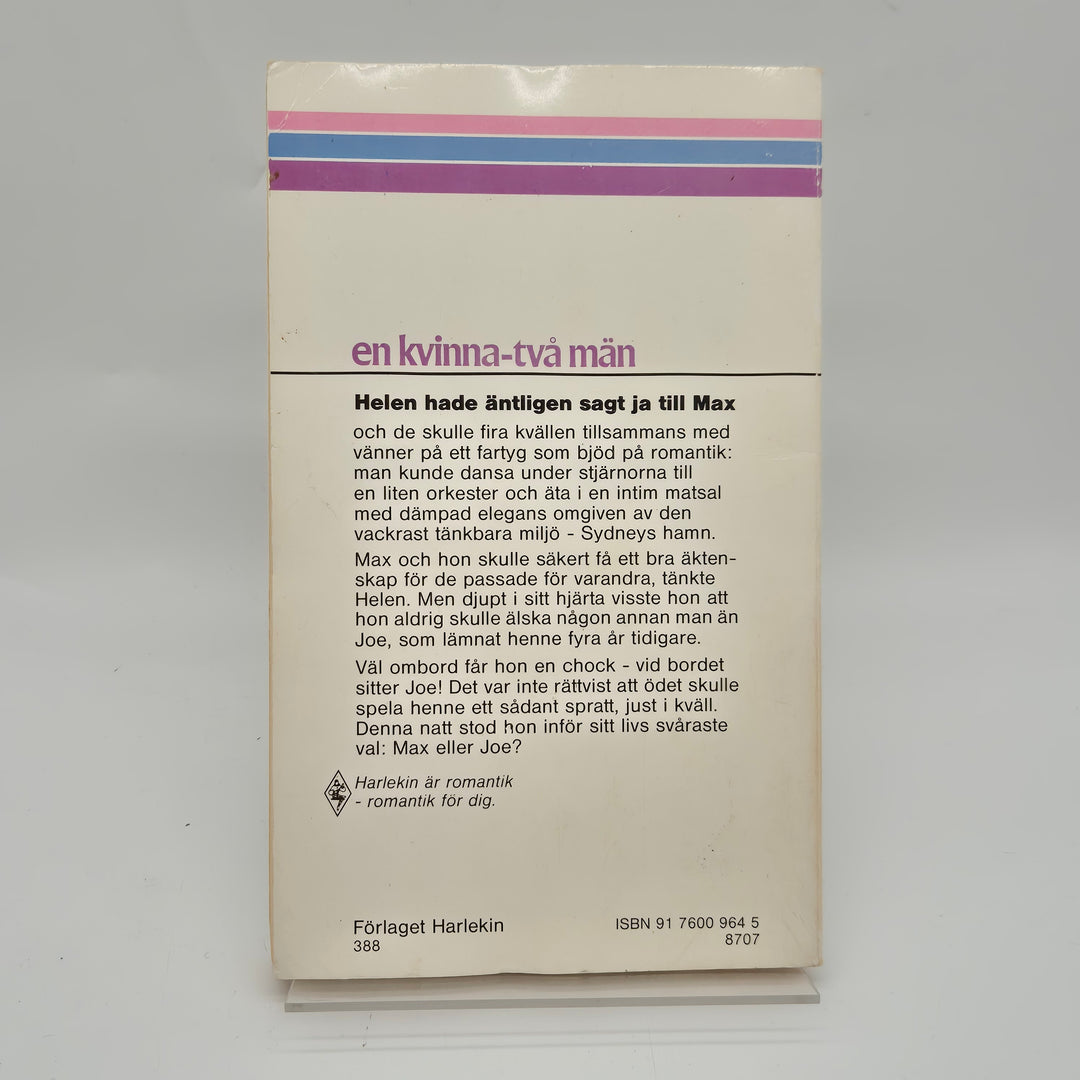 en kvinna-två män
Helen hade äntligen sagt ja till Max
och de skulle fira kvällen tillsammans med
vänner på ett fartyg som bjöd på romantik:
man kunde dansa under stjärnorna till
en liten orkester och äta i en intim matsal
med dämpad elegans omgiven av den
vackrast tänkbara miljö - Sydneys hamn.
Max och hon skulle säkert få ett bra äkten-
skap för de passade för varandra, tänkte
Helen. Men djupt i sitt hjärta visste hon att
hon aldrig skulle älska någon annan man än
Joe, som lämnat henne fyra år tidigare.
Väl ombord får hon en chock - vid bordet
sitter Joe! Det var inte rättvist att ödet skulle
spela henne ett sådant spratt, just i kväll.
Denna natt stod hon inför sitt livs svåraste
val: Max eller Joe?
Harlekin är romantik
- romantik för dig.
Förlaget Harlekin
388
ISBN 91 7600 964 5
8707